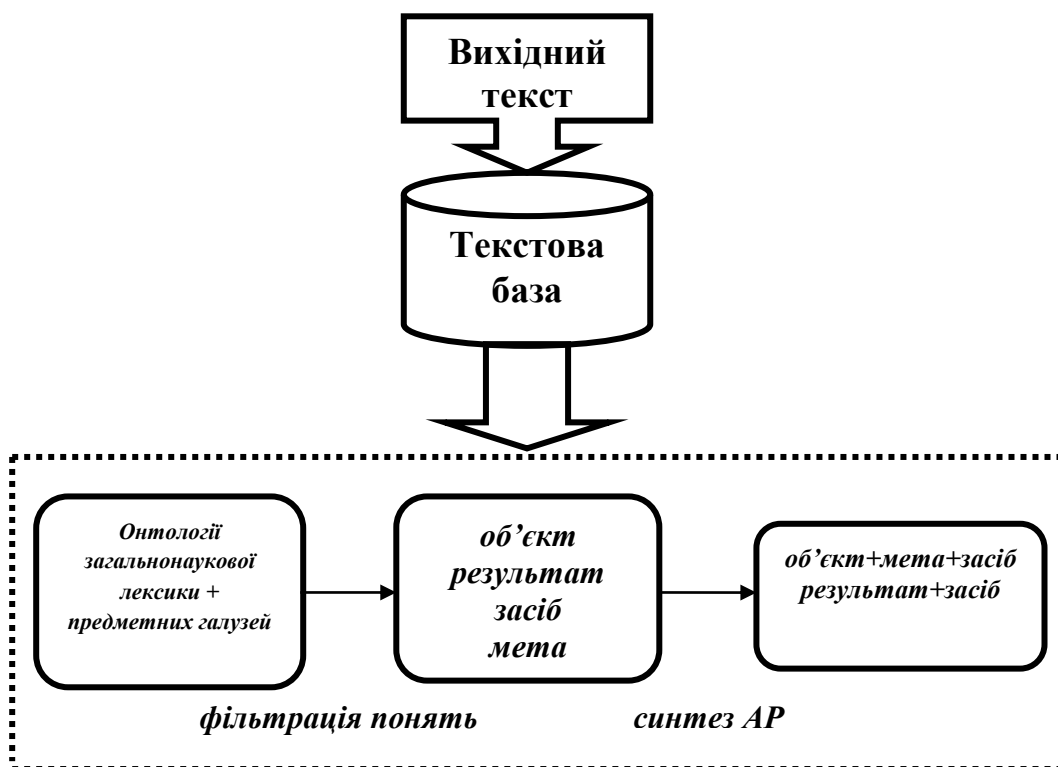 Вихідний
текст
Текстова
база
Онтології
загальнонаукової
лексики +
предметних галузей
об’єкт
результат
засіб
мета
об’єкт+мета+засіб
результат+засіб
фільтрація понять
синтез АР